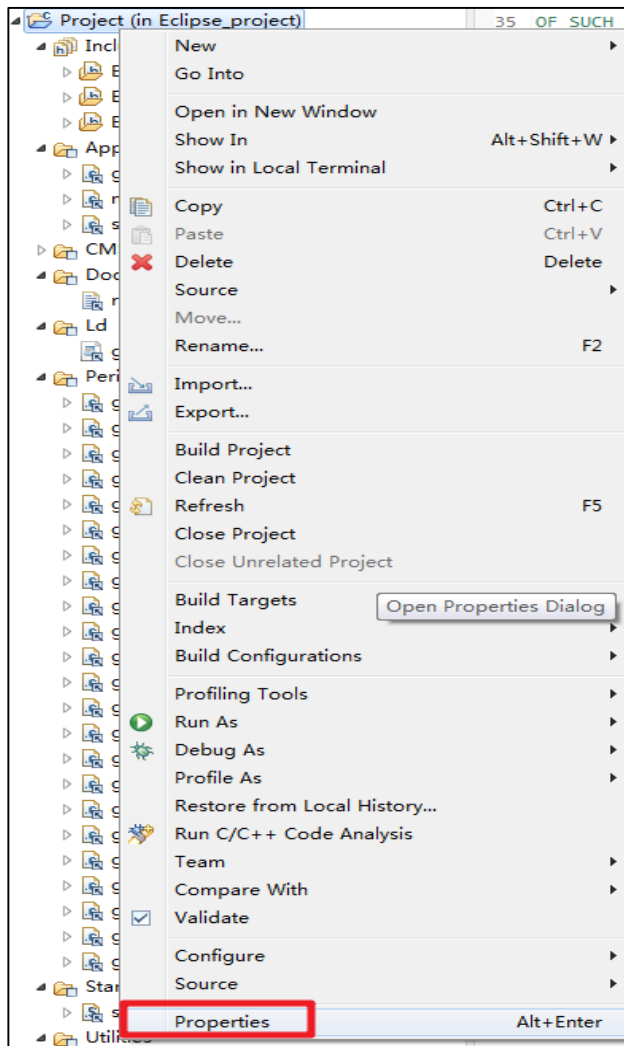 Project (in Eclipse_project)
35 OF SUCH
New
Go Into
Open in New Window
Show In Alt+Shift+W
Show in Local Terminal
Copy Ctrl+C
Paste Ctrl+V
Delete Delete
Source
Move...
Rename... F2
Import...
Export...
Build Project
Clean Project
Refresh F5
Close Project
Close Unrelated Project
Build Targets
Open Properties Dialog
Index
Build Configurations
Profiling Tools
Run As
Debug As
Profile As
Restore from Local History...
Run C/C++ Code Analysis
Team
Compare With
Validate
Configure
Source
Properties Alt+Enter
Incl
App
CM
Doc
Ld
Peri
Star
Utilities